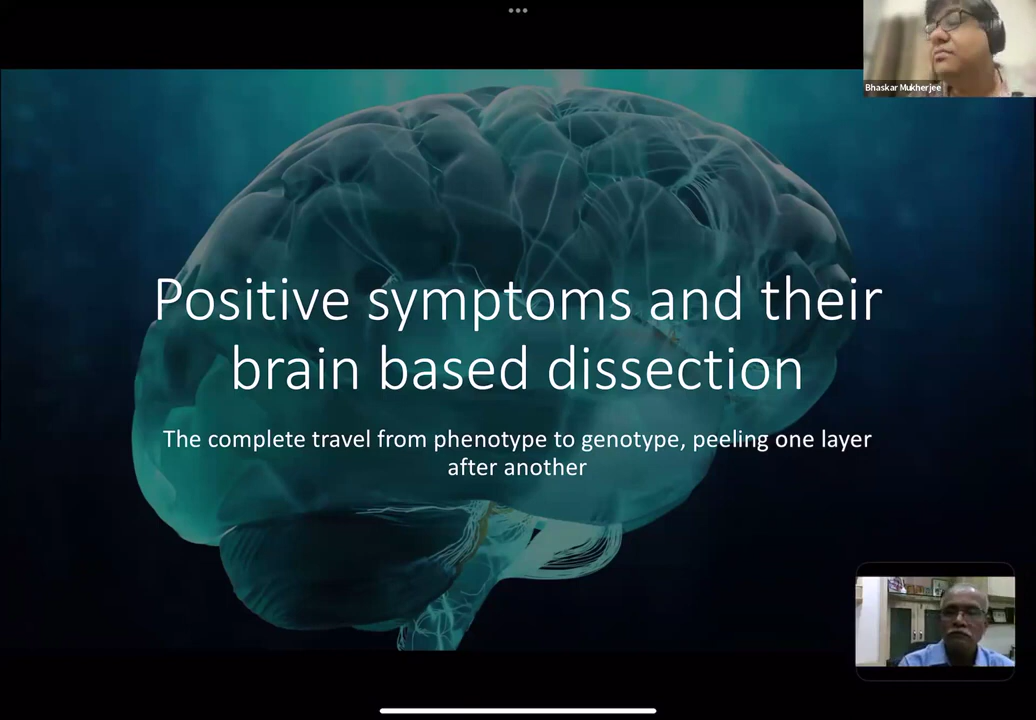 Bhaskar Mukherjee
Positive symptoms and their
brain based dissection
The complete travel from phenotype to genotype, peeling one layer
after another